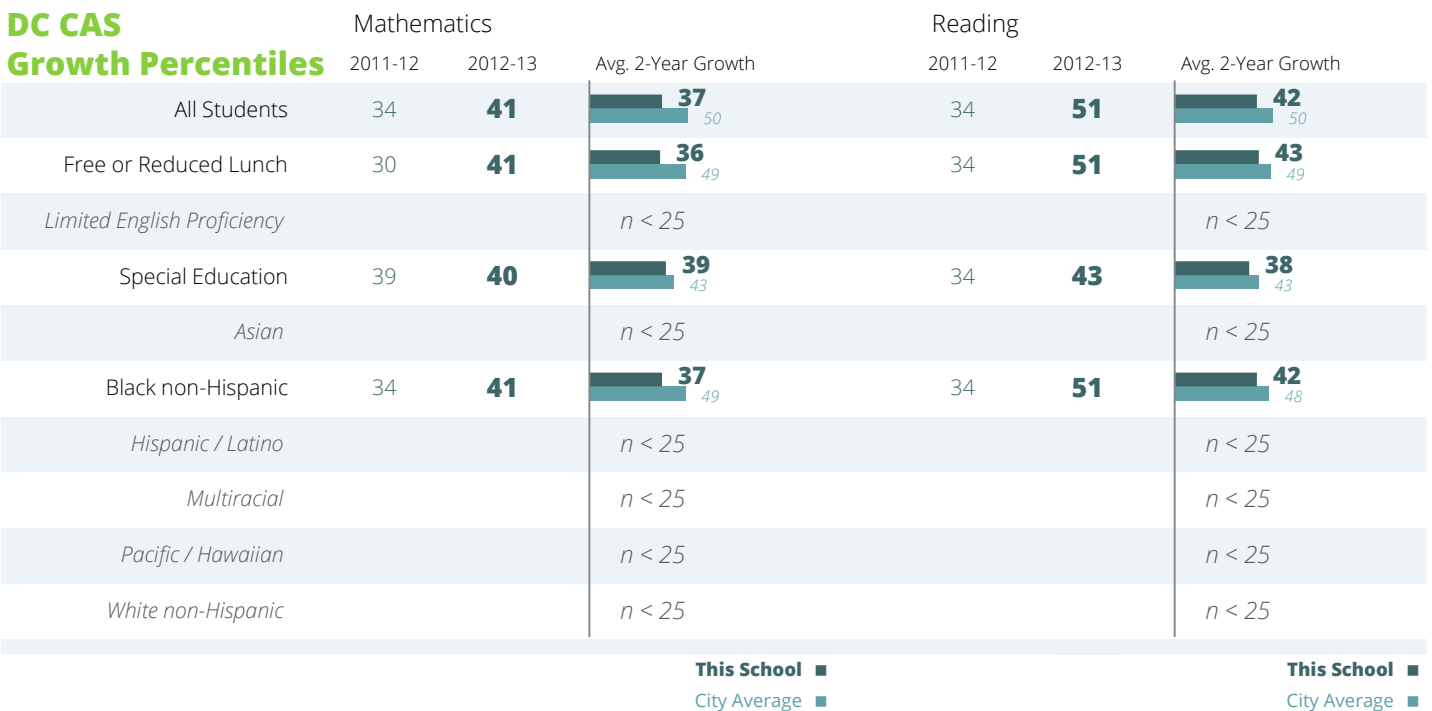 DC CAS
Growth Percentiles
Mathematics Reading
2011-12 2012-13 Avg. 2-Year Growth 2011-12 2012-13 Avg. 2-Year Growth
All Students 34 41 37 50 34 51 42 50
Free or Reduced Lunch 30 41 36 49 34 51 43 49
Limited English Proficiency n < 25 n < 25
Special Education 39 40 39 43 34 43 38 43
Asian n < 25 n < 25
Black non-Hispanic 34 41 37 49 34 51 42 48
Hispanic / Latino n < 25 n < 25
Multiracial n < 25 n < 25
Pacific / Hawaiian n < 25 n < 25
White non-Hispanic n < 25 n < 25
This School This School
City Average City Average